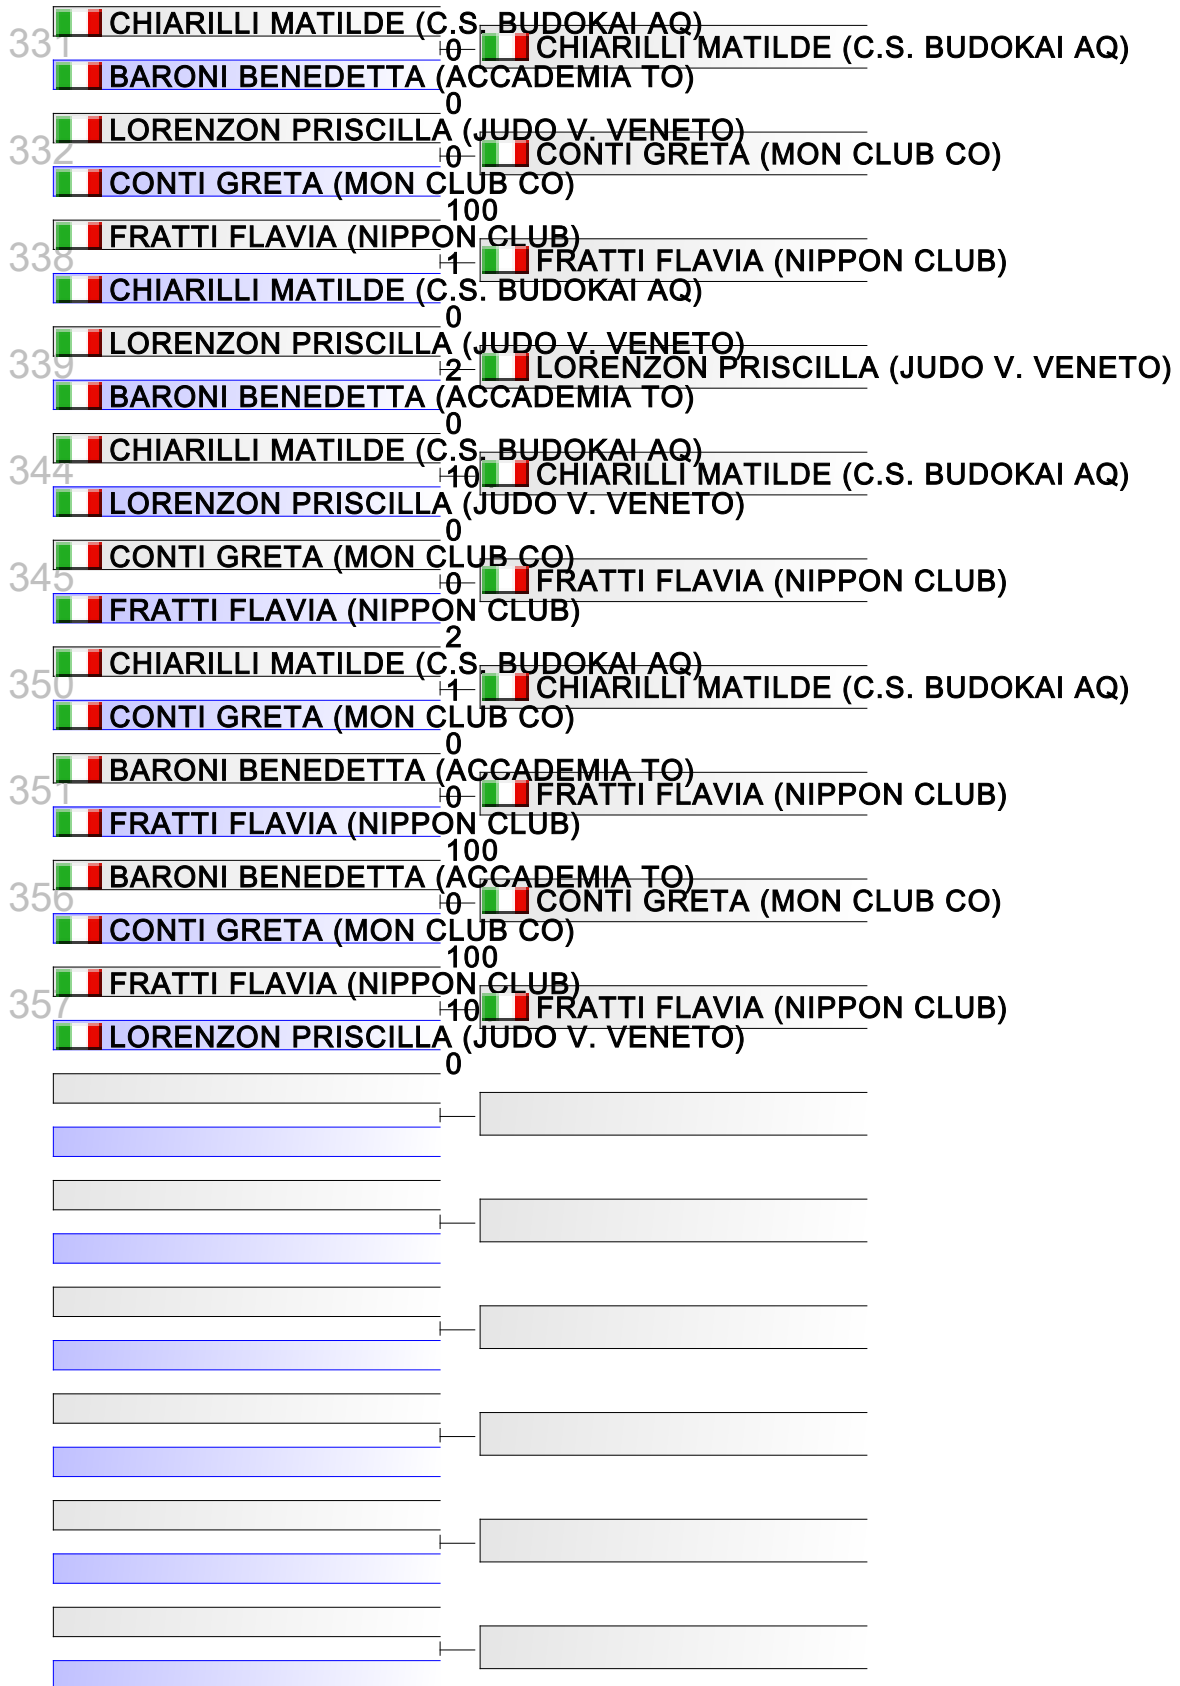 CHIARILLI MATILDE (C.S. BUDOKAI AQ)
331
0
CHIARILLI MATILDE (C.S. BUDOKAI AQ)
BARONI BENEDETTA (ACCADEMIA TO)
0
LORENZON PRISCILLA (JUDO V. VENETO)
332
0
CONTI GRETA (MON CLUB CO)
CONTI GRETA (MON CLUB CO)
100
FRATTI FLAVIA (NIPPON CLUB)
338
1
FRATTI FLAVIA (NIPPON CLUB)
CHIARILLI MATILDE (C.S. BUDOKAI AQ)
0
LORENZON PRISCILLA (JUDO V. VENETO)
339
2
LORENZON PRISCILLA (JUDO V. VENETO)
BARONI BENEDETTA (ACCADEMIA TO)
0
CHIARILLI MATILDE (C.S. BUDOKAI AQ)
344
10
CHIARILLI MATILDE (C.S. BUDOKAI AQ)
LORENZON PRISCILLA (JUDO V. VENETO)
0
CONTI GRETA (MON CLUB CO)
345
0
FRATTI FLAVIA (NIPPON CLUB)
FRATTI FLAVIA (NIPPON CLUB)
2
CHIARILLI MATILDE (C.S. BUDOKAI AQ)
350
1
CHIARILLI MATILDE (C.S. BUDOKAI AQ)
CONTI GRETA (MON CLUB CO)
0
BARONI BENEDETTA (ACCADEMIA TO)
351
0
FRATTI FLAVIA (NIPPON CLUB)
FRATTI FLAVIA (NIPPON CLUB)
100
BARONI BENEDETTA (ACCADEMIA TO)
356
0
CONTI GRETA (MON CLUB CO)
CONTI GRETA (MON CLUB CO)
100
FRATTI FLAVIA (NIPPON CLUB)
357
10
FRATTI FLAVIA (NIPPON CLUB)
LORENZON PRISCILLA (JUDO V. VENETO)
0